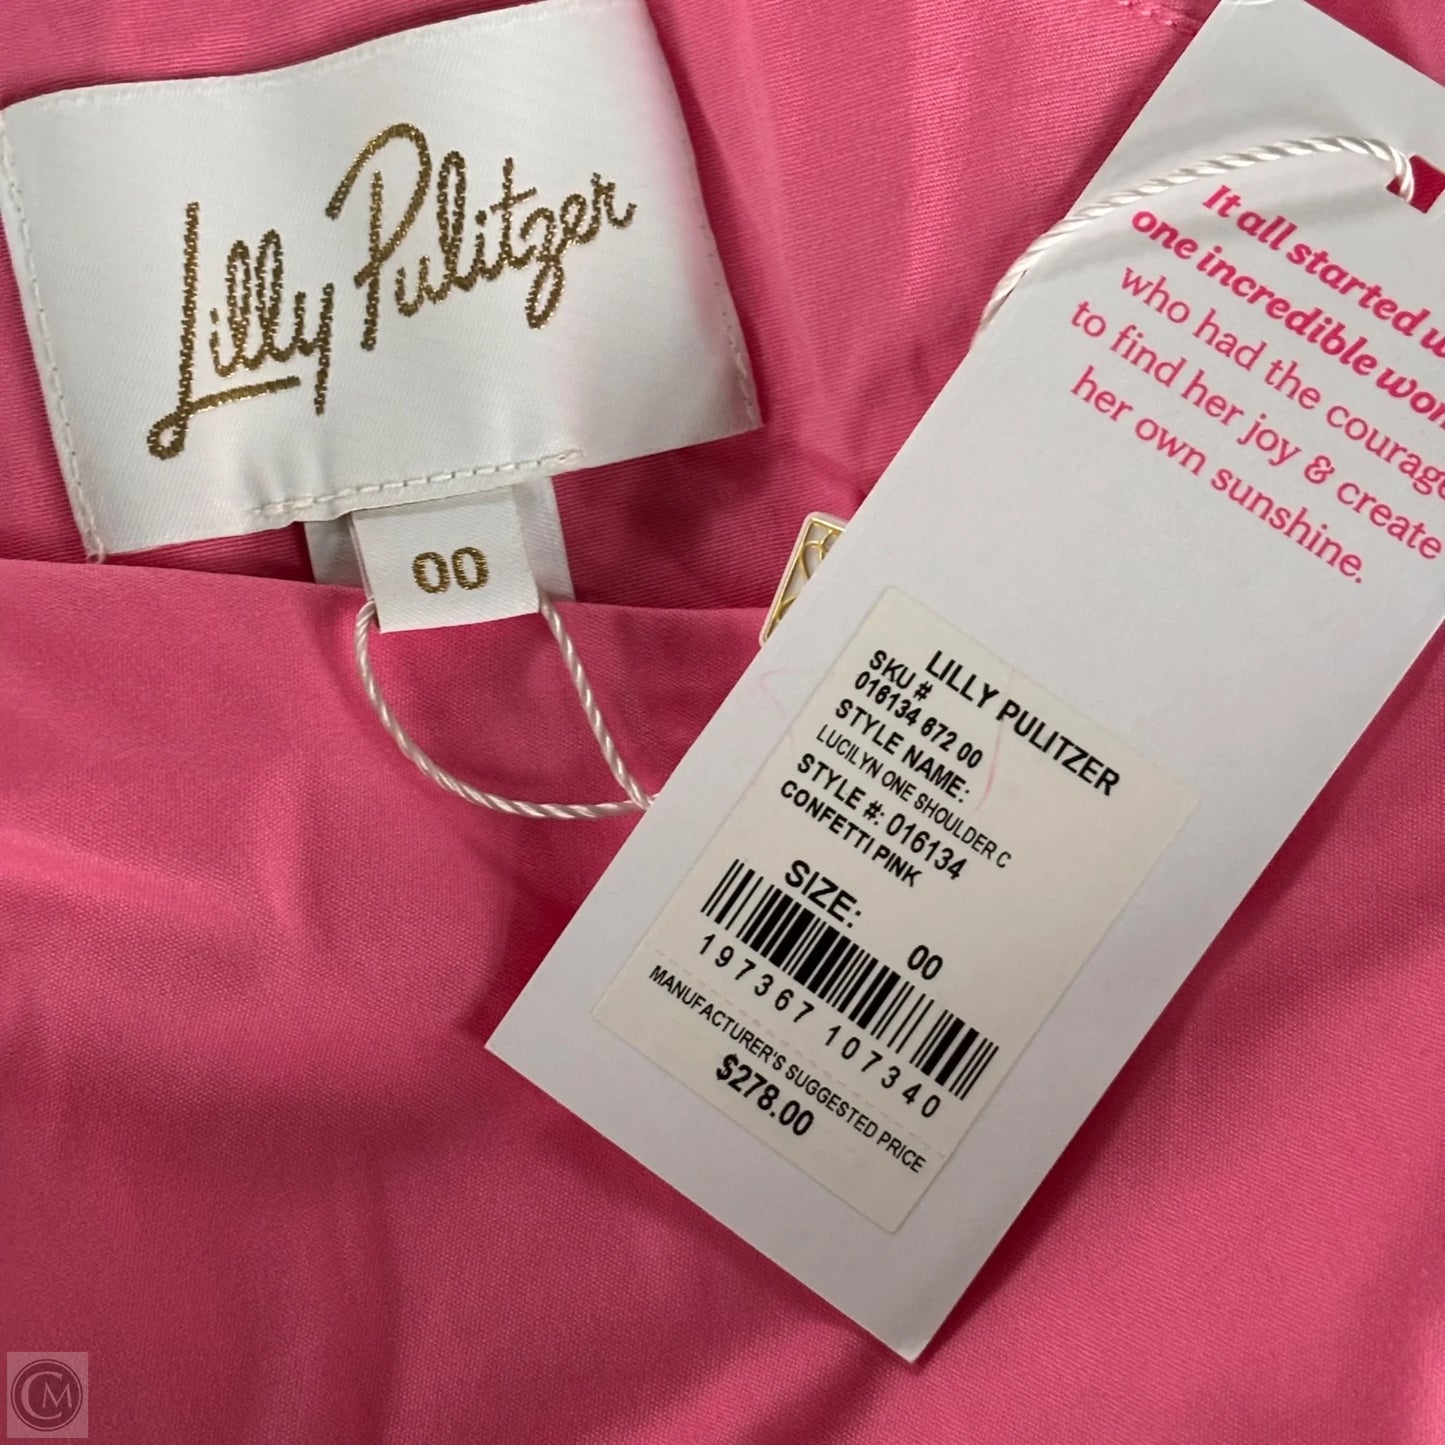 Lilly Pulitzer
00
It all started
one incredible
who had the
to find her joy & create
her own sunshine.
LILLY PULITZER
SKU #
016134 672 00
STYLE NAME:
LUCILYN ONE SHOULDER C
STYLE #: 016134
CONFETTI PINK
SIZE: 00
197367 107340
MANUFACTURER'S SUGGESTED PRICE
$278.00
CM